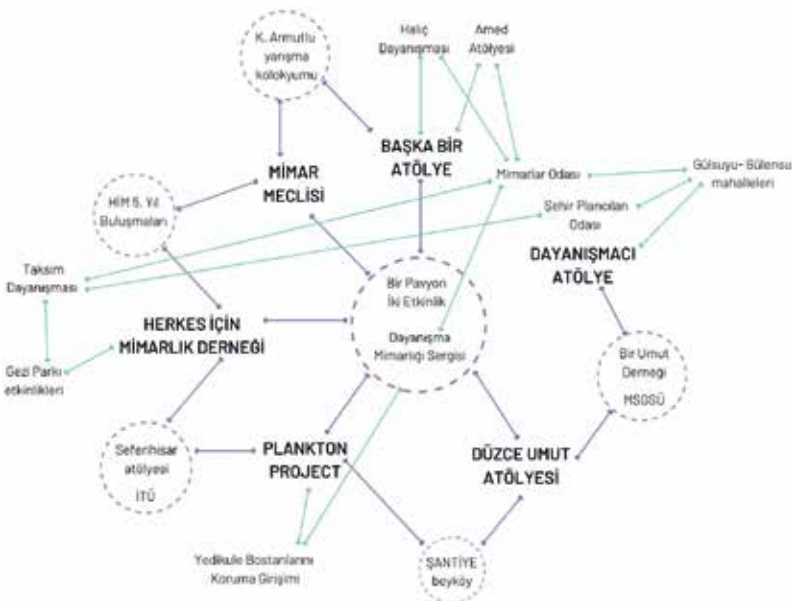 K. Armutlu
yarışma
kolokyumu
Haliç
Dayanışması
Amed
Atölyesi
BAŞKA BİR
ATÖLYE
MİMAR
MECLİSİ
Mimarlar Odası
Gülsuyu- Gülensu
mahalleleri
HİM 5. Yıl
Buluşmaları
Şehir Plancıları
Odası
DAYANIŞMACI
ATÖLYE
Taksim
Dayanışması
Bir Pavyon
İki Etkinlik
Dayanışma
Mimarlığı Sergisi
HERKES İÇİN
MİMARLIK DERNEĞİ
Gezi Parkı
etkinlikleri
Bir Umut
Derneği
MSGSÜ
Seferihisar
atölyesi
İTÜ
PLANKTON
PROJECT
DÜZCE UMUT
ATÖLYESİ
Yedikule Bostanlarını
Koruma Girişimi
ŞANTİYE
beyköy